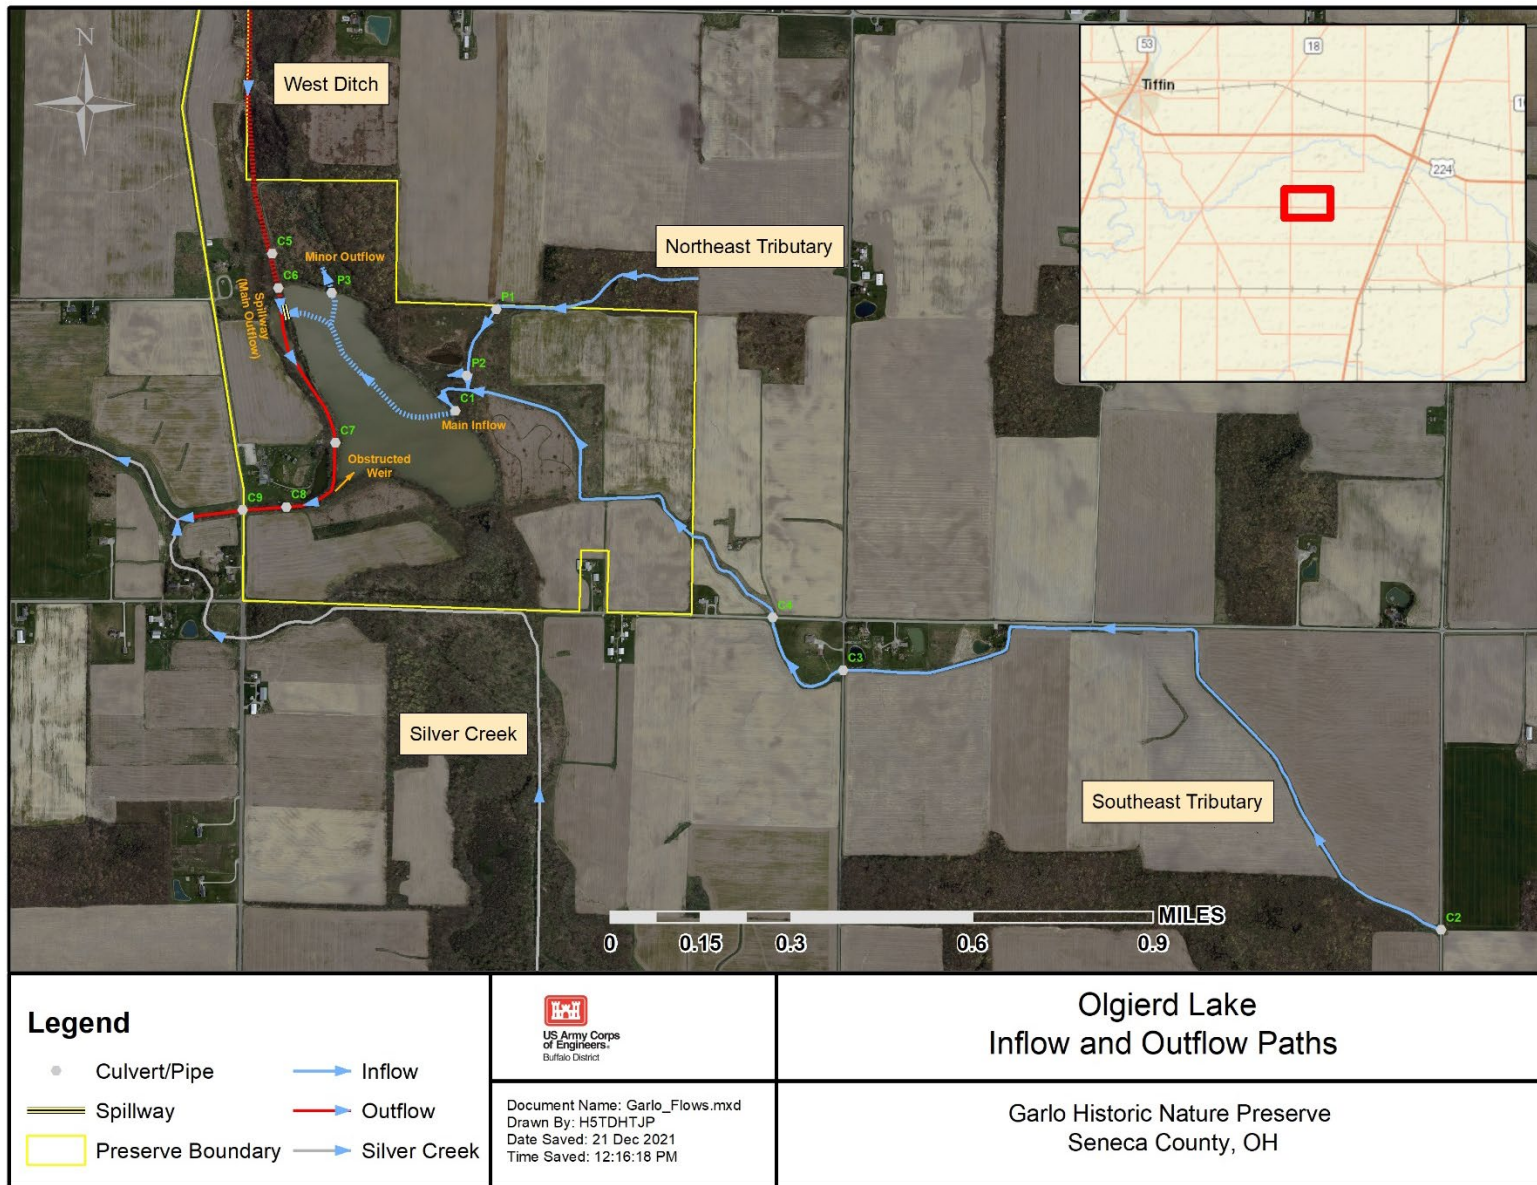 N
West Ditch
53
18
Tiffin
224
Northeast Tributary
C5
Minor Outflow
C6
P3
Spillway
(Main Outflow)
P1
P2
C1
Main Inflow
C7
Obstructed
Weir
C9
C8
C4
C3
Silver Creek
Southeast Tributary
C2
MILES
0
0.15
0.3
0.6
0.9
Legend
Culvert/Pipe
Inflow
Spillway
Outflow
Preserve Boundary
Silver Creek
US Army Corps
of Engineers®
Buffalo District
Document Name: Garlo_Flows.mxd
Drawn By: H5TDHTJP
Date Saved: 21 Dec 2021
Time Saved: 12:16:18 PM
Olgierd Lake
Inflow and Outflow Paths
Garlo Historic Nature Preserve
Seneca County, OH